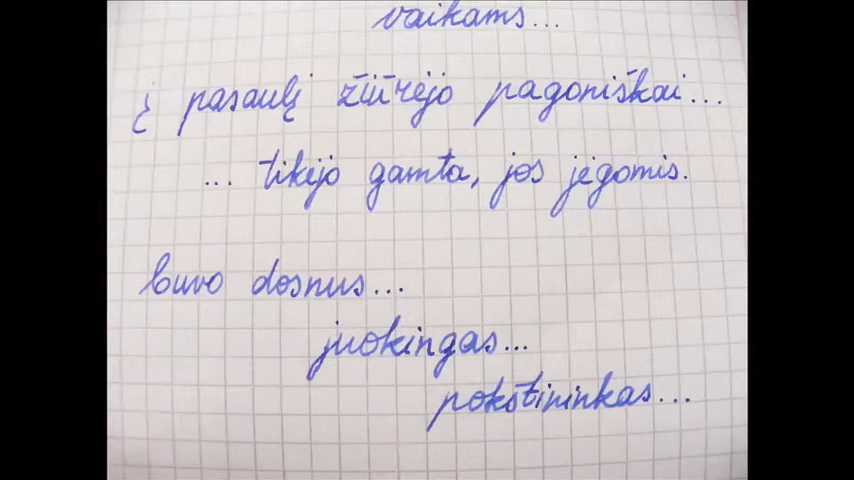 vaikams...
į pasaulį žiūrėjo pagoniškai...
... tikėjo gamta, jos jėgomis.
buvo dosnus...
juokingas...
pokštininkas...